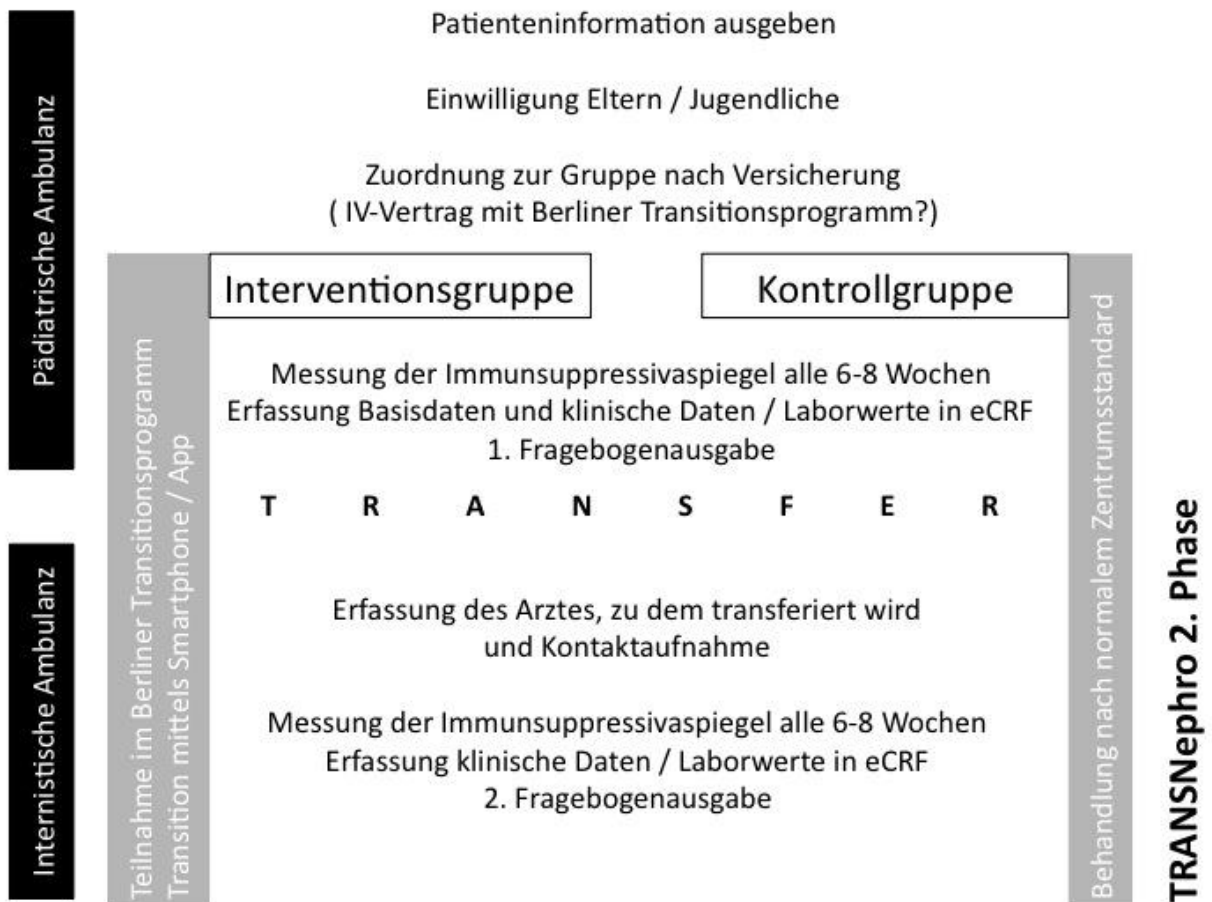 Pädiatrische Ambulanz
Patienteninformation ausgeben
Einwilligung Eltern / Jugendliche
Zuordnung zur Gruppe nach Versicherung
( IV-Vertrag mit Berliner Transitionsprogramm?)
Interventionsgruppe
Kontrollgruppe
Messung der Immunsuppressivaspiegel alle 6-8 Wochen
Erfassung Basisdaten und klinische Daten / Laborwerte in eCRF
1. Fragebogenausgabe
T R A N S F E R
Internistische Ambulanz
Erfassung des Arztes, zu dem transferiert wird
und Kontaktaufnahme
Messung der Immunsuppressivaspiegel alle 6-8 Wochen
Erfassung klinische Daten / Laborwerte in eCRF
2. Fragebogenausgabe
Teilnahme im Berliner Transitionsprogramm
Transition mittels Smartphone / App
Behandlung nach normalem Zentrumsstandard
TRANSNephro 2. Phase